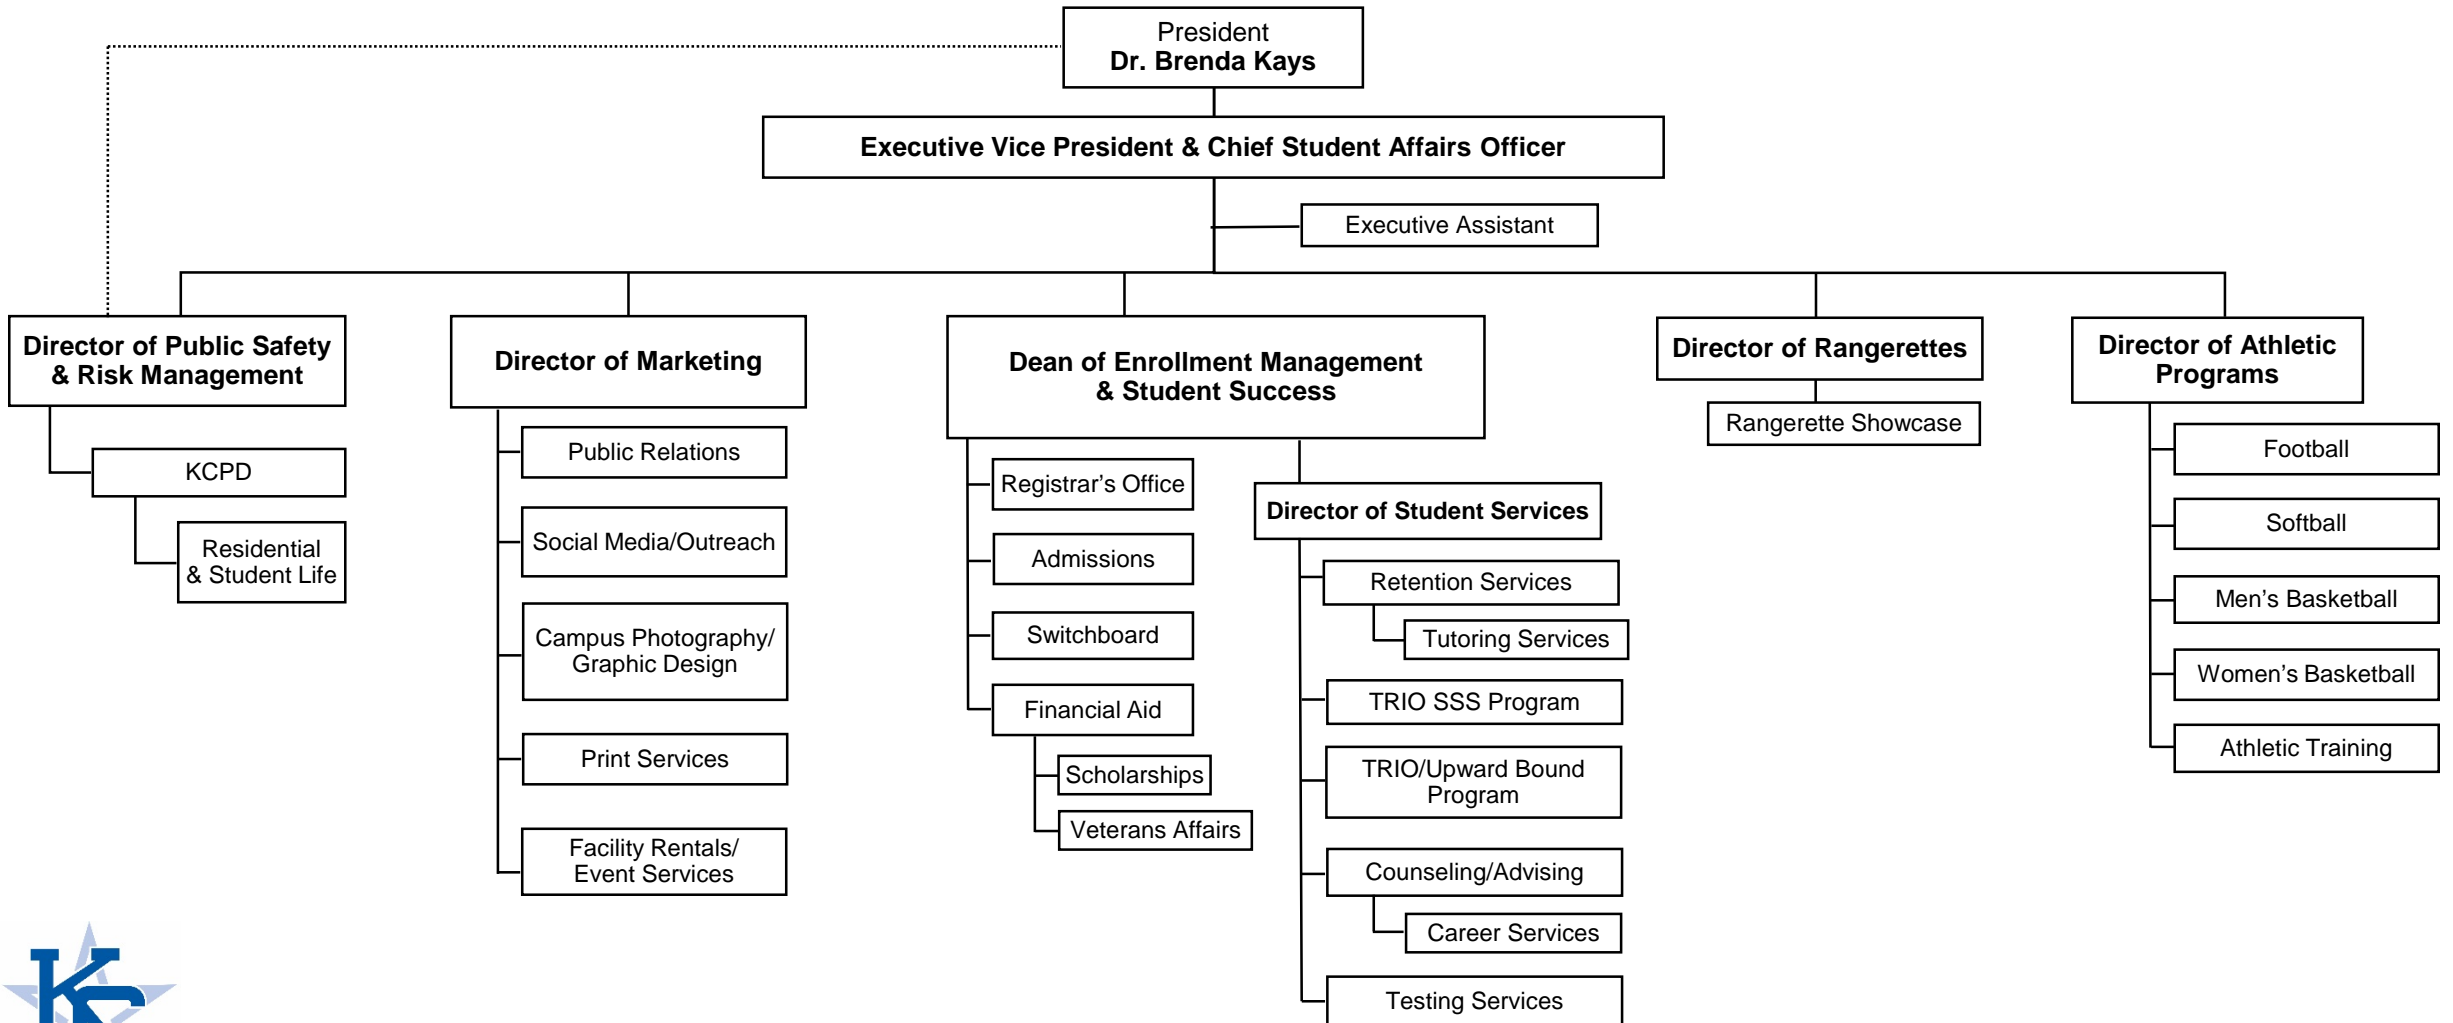 President
Dr. Brenda Kays
Executive Vice President & Chief Student Affairs Officer
Executive Assistant
Director of Public Safety
& Risk Management
KCPD
Residential
& Student Life
Director of Marketing
Public Relations
Social Media/Outreach
Campus Photography/
Graphic Design
Print Services
Facility Rentals/
Event Services
Dean of Enrollment Management
& Student Success
Registrar’s Office
Admissions
Switchboard
Financial Aid
Scholarships
Veterans Affairs
Director of Student Services
Retention Services
Tutoring Services
TRIO SSS Program
TRIO/Upward Bound
Program
Counseling/Advising
Career Services
Testing Services
Director of Rangerettes
Rangerette Showcase
Director of Athletic
Programs
Football
Softball
Men’s Basketball
Women’s Basketball
Athletic Training